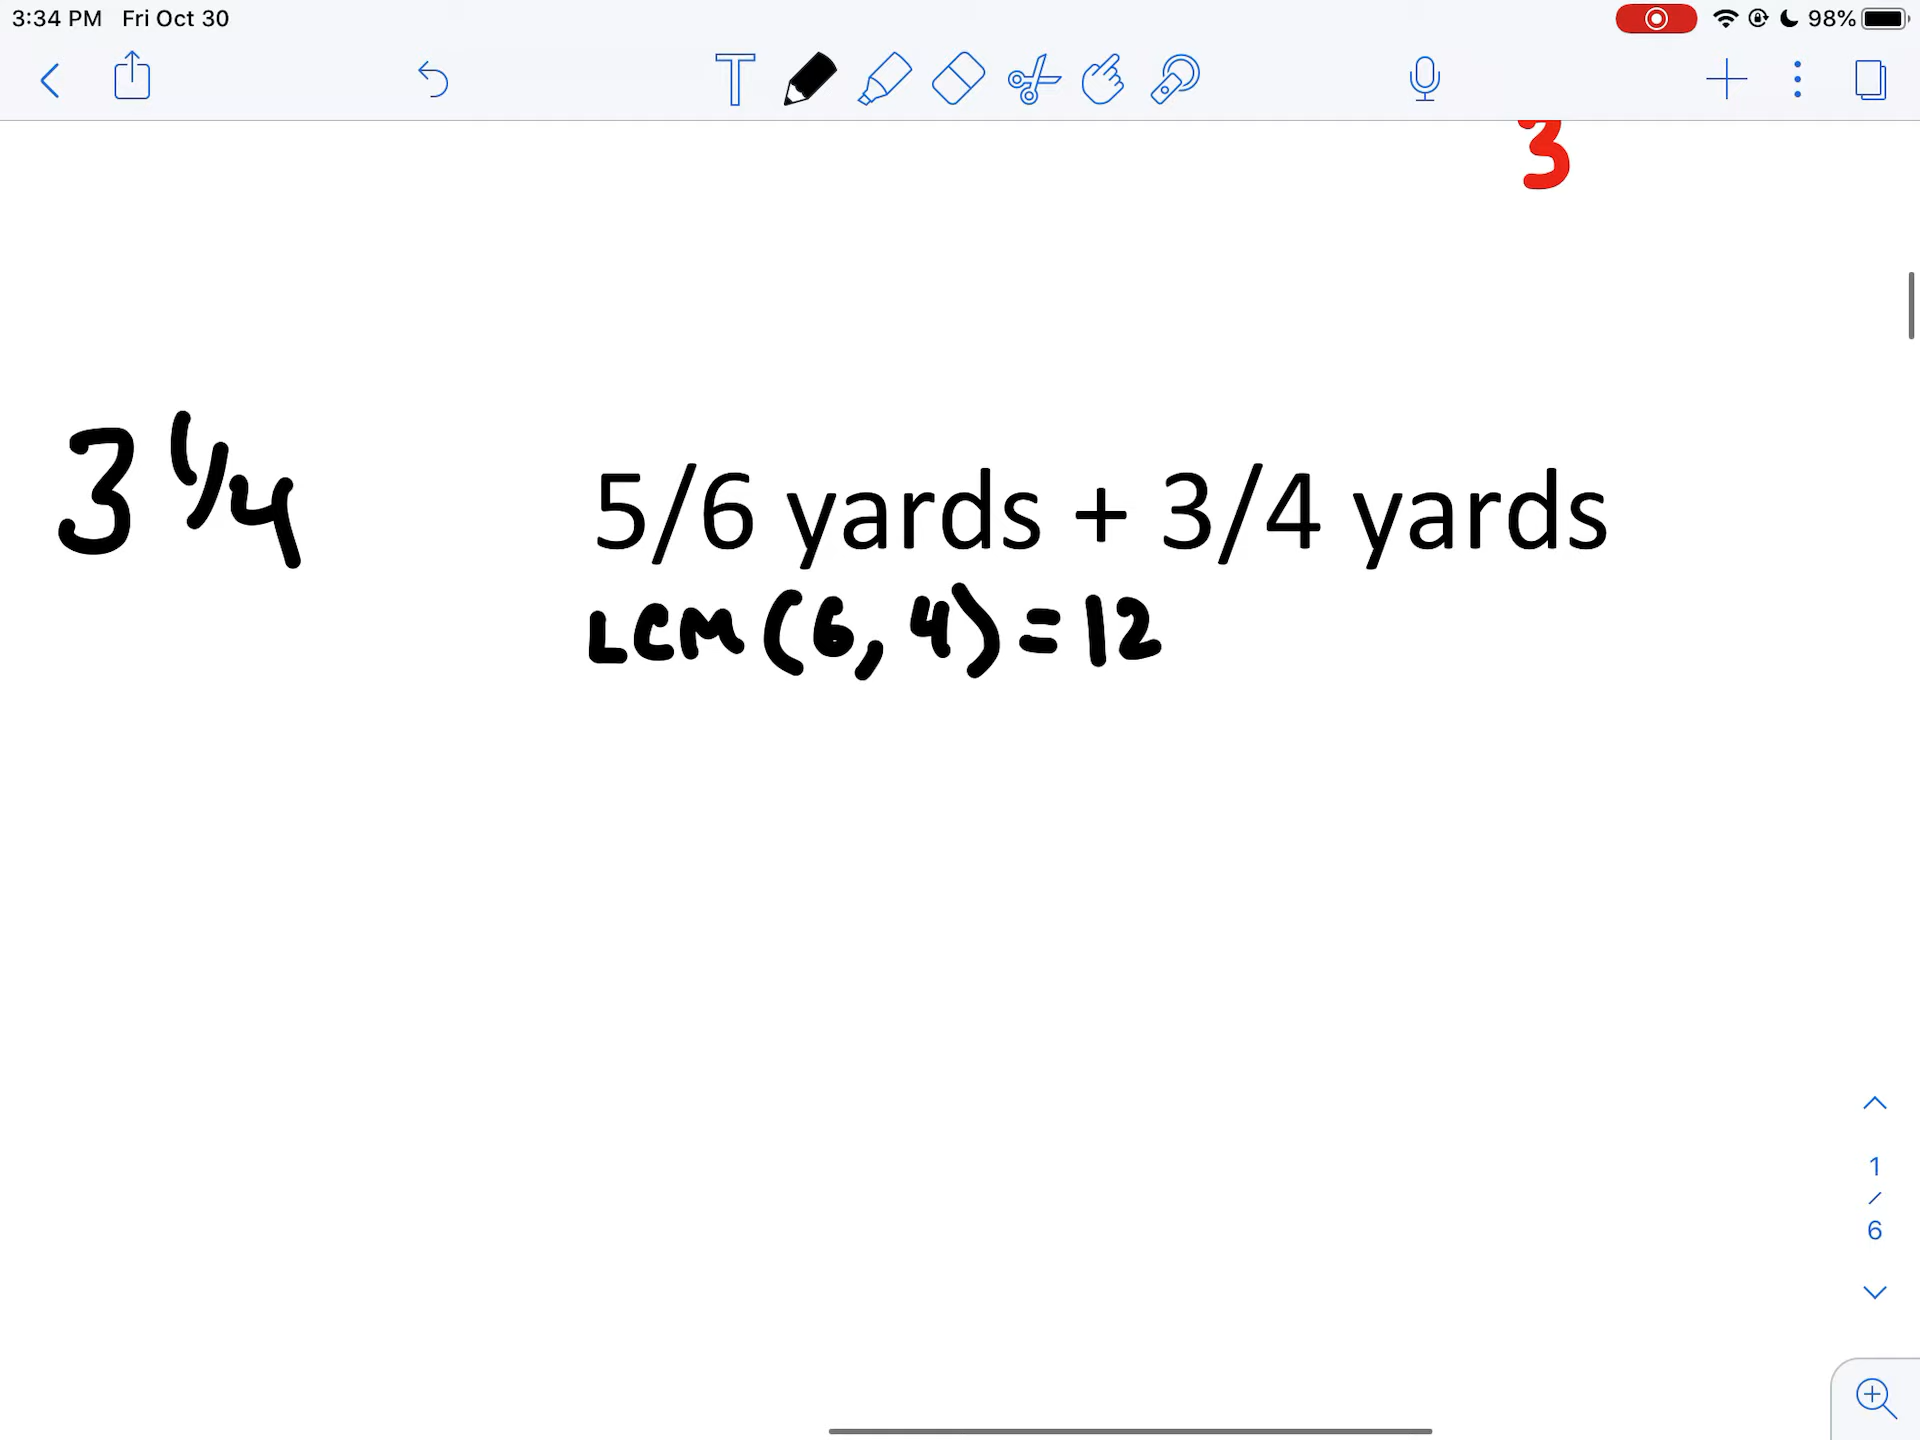 3:34 PM Fri Oct 30
98%
T
3
3 1/4
5/6 yards + 3/4 yards
LCM (6, 4) = 12
1
/
6